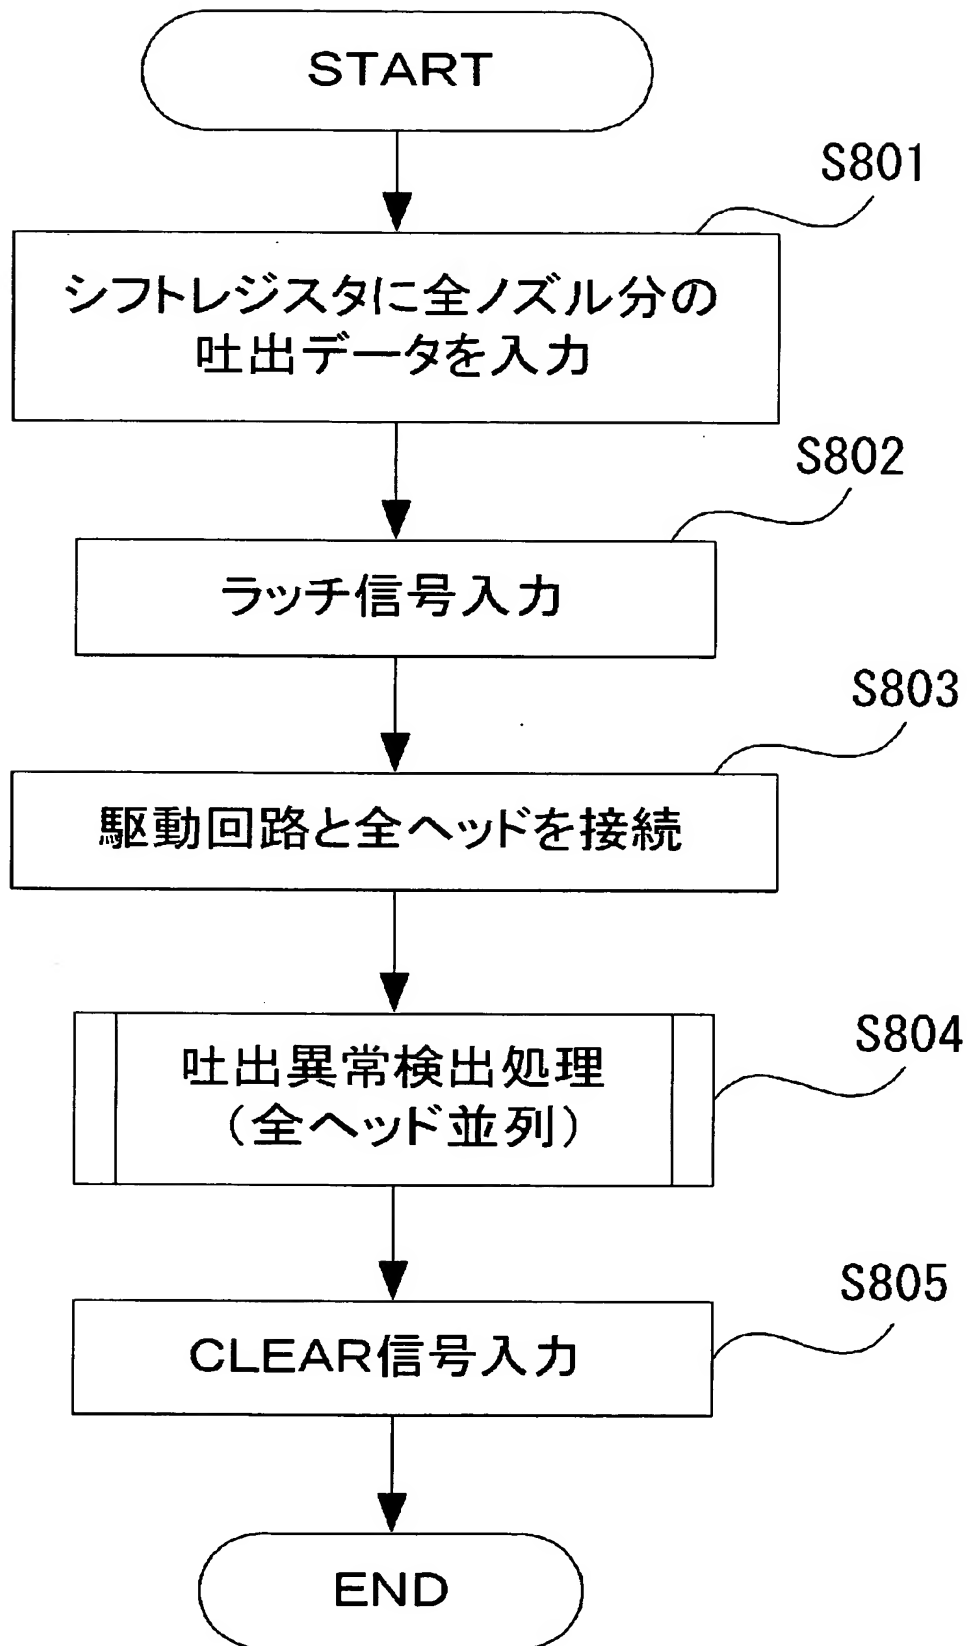 START
S801
シフトレジスタに全ノズル分の
吐出データを入力
S802
ラッチ信号入力
S803
駆動回路と全ヘッドを接続
S804
吐出異常検出処理
(全ヘッド並列)
S805
CLEAR信号入力
END